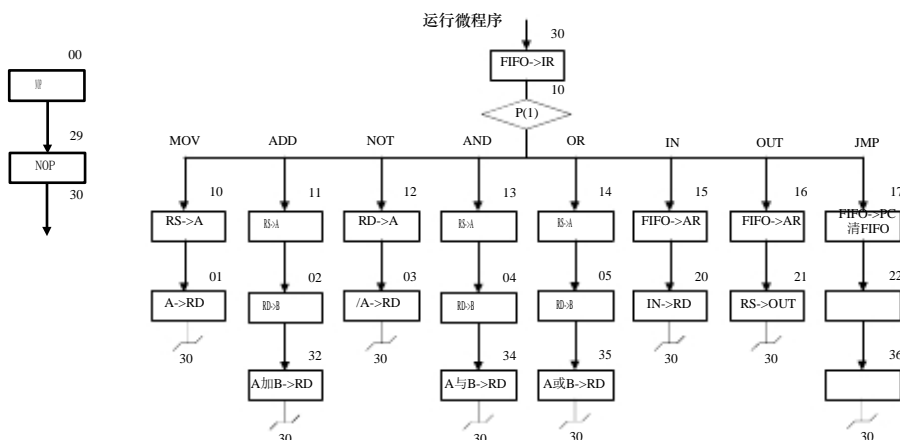 运行微程序
00
30
FIFO->IR
10
P(1)
29
NOP
30
MOV
ADD
NOT
AND
OR
IN
OUT
JMP
10
11
12
13
14
15
16
17
RS->A
RS->A
RD->A
RS->A
RS->A
FIFO->AR
FIFO->AR
FIFO->PC
清FIFO
01
02
03
04
05
20
21
22
A->RD
RD->B
/A->RD
RD->B
RD->B
IN->RD
RS->OUT
30
32
30
34
35
30
30
36
A加B->RD
A与B->RD
A或B->RD
30
30
30
30